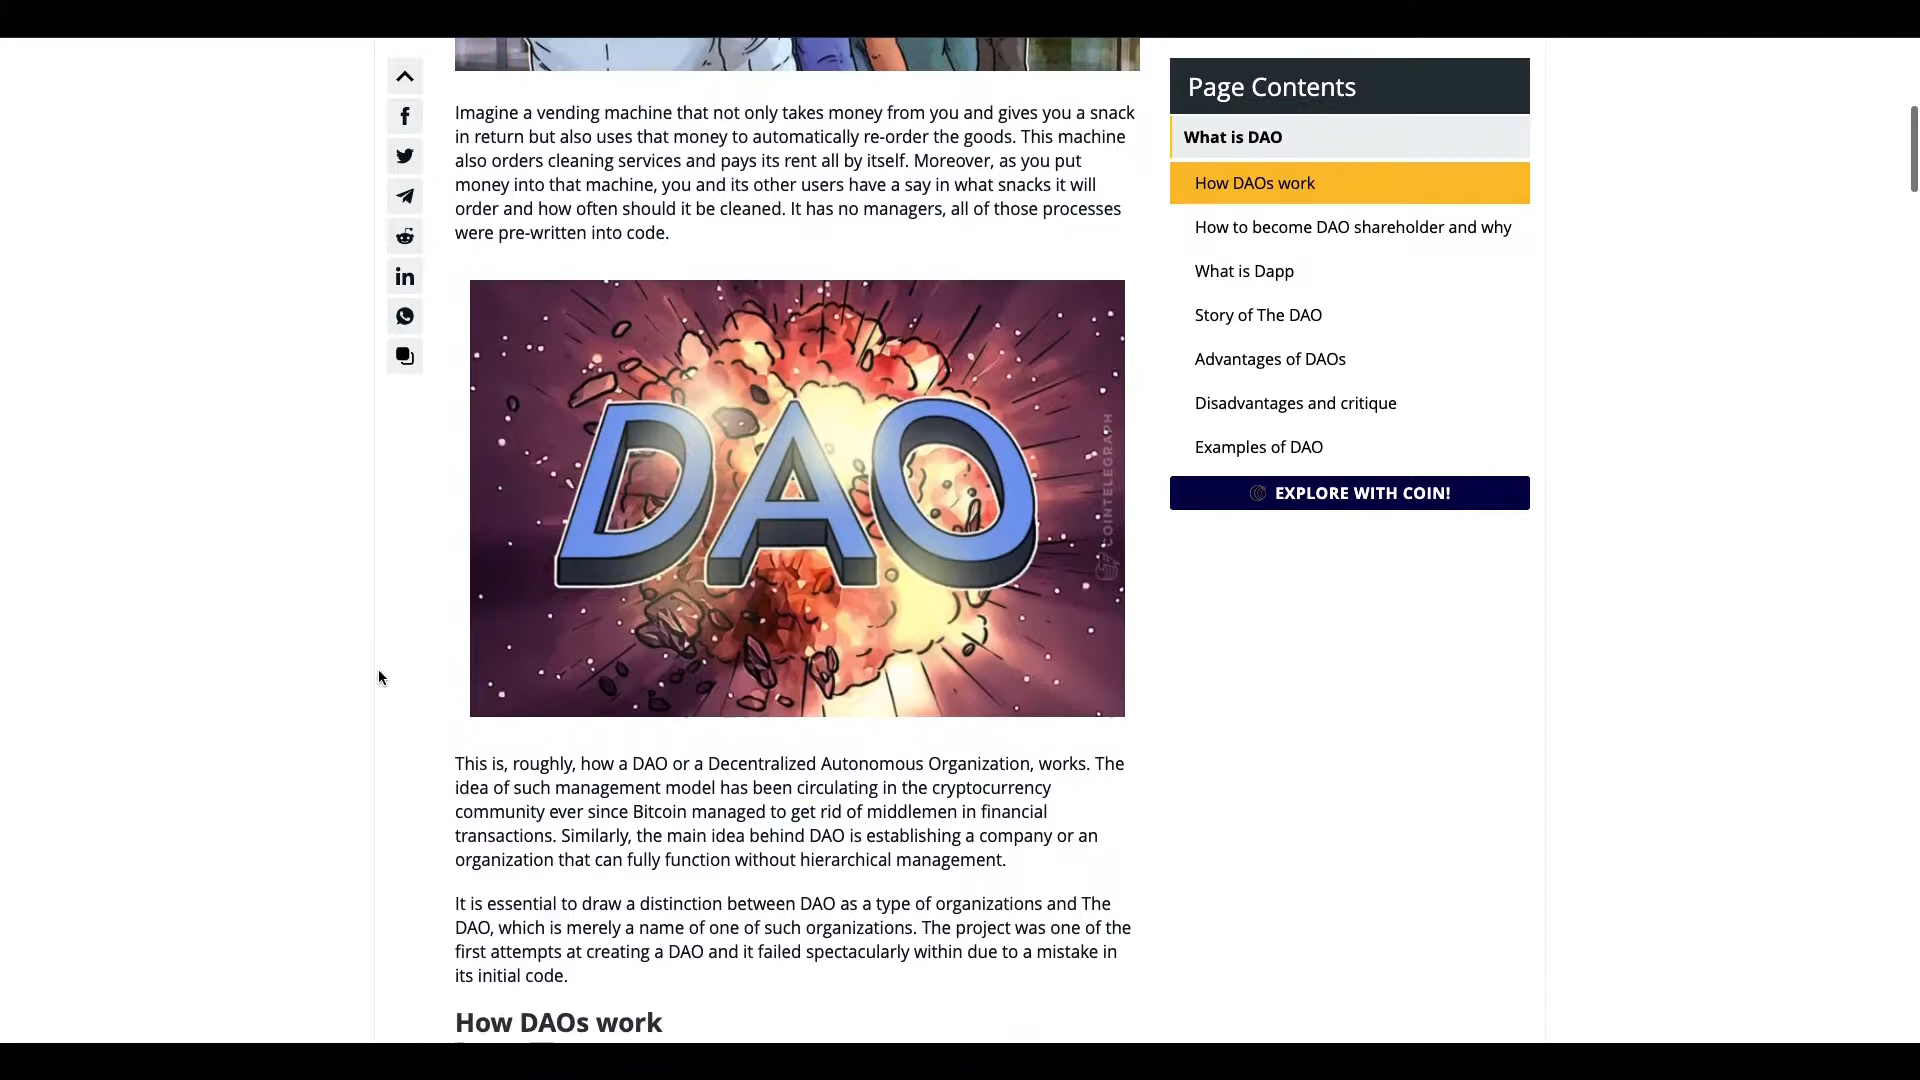 Imagine a vending machine that not only takes money from you and gives you a snack
in return but also uses that money to automatically re-order the goods. This machine
also orders cleaning services and pays its rent all by itself. Moreover, as you put
money into that machine, you and its other users have a say in what snacks it will
order and how often should it be cleaned. It has no managers, all of those processes
were pre-written into code.
DAO
COINTELEGRAPH
This is, roughly, how a DAO or a Decentralized Autonomous Organization, works. The
idea of such management model has been circulating in the cryptocurrency
community ever since Bitcoin managed to get rid of middlemen in financial
transactions. Similarly, the main idea behind DAO is establishing a company or an
organization that can fully function without hierarchical management.
It is essential to draw a distinction between DAO as a type of organizations and The
DAO, which is merely a name of one of such organizations. The project was one of the
first attempts at creating a DAO and it failed spectacularly within due to a mistake in
its initial code.
How DAOs work
Page Contents
What is DAO
How DAOs work
How to become DAO shareholder and why
What is Dapp
Story of The DAO
Advantages of DAOs
Disadvantages and critique
Examples of DAO
EXPLORE WITH COIN!